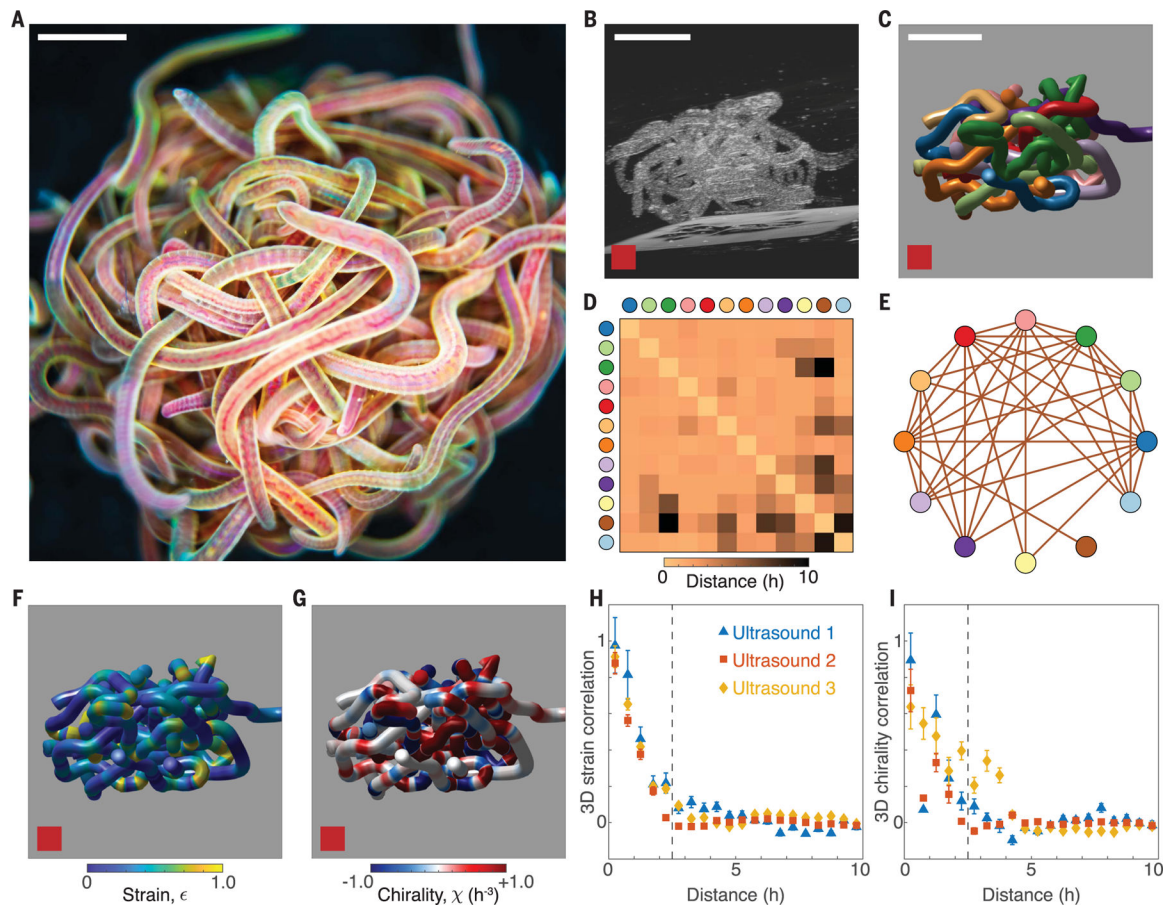 A
B
C
D
0
10
Distance (h)
E
F
0
1.0
Strain, ϵ
G
-1.0
+1.0
Chirality, χ (h⁻³)
H
3D strain correlation
1
0
Ultrasound 1
Ultrasound 2
Ultrasound 3
0
5
10
Distance (h)
I
3D chirality correlation
1
0
0
5
10
Distance (h)